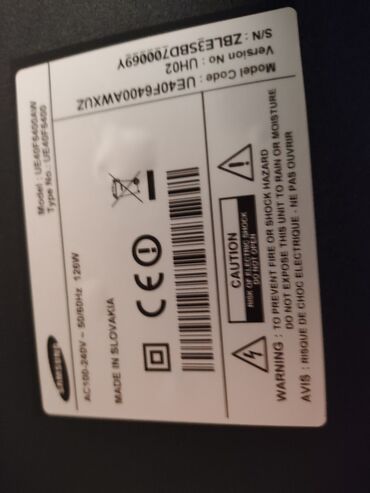 SAMSUNG
Model : UE40F6400AW
Type No.: UE40F6400
AC100-240V ~ 50/60Hz 125W
MADE IN SLOVAKIA
Model Code : UE40F6400AWXUZ
Version No : UH02
S/N : ZBLE3SBD700069Y
CAUTION
RISK OF ELECTRIC SHOCK
DO NOT OPEN
WARNING : TO PREVENT FIRE OR SHOCK HAZARD
DO NOT EXPOSE THIS UNIT TO RAIN OR MOISTURE
AVIS : RISQUE DE CHOC ELECTRIQUE - NE PAS OUVRIR